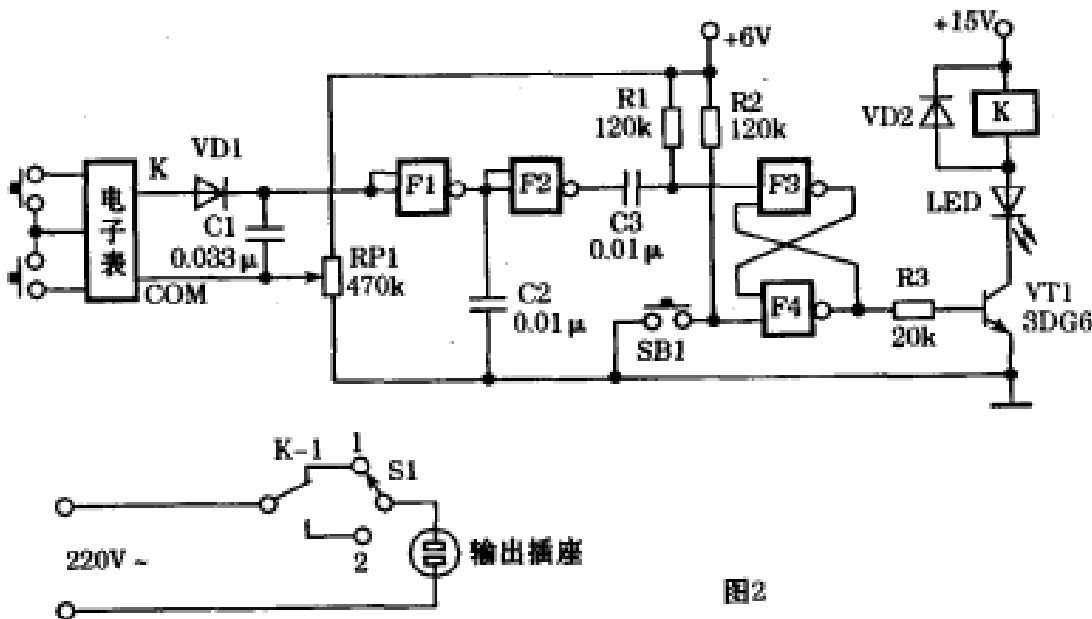 +6V
+15V
R1
120k
R2
120k
VD2
K
K
VD1
F1
F2
F3
LED
电子表
C1
0.033μ
C3
0.01μ
RP1
470k
COM
C2
0.01μ
F4
R3
20k
VT1
3DG6
SB1
K-1
1
S1
220V~
2
输出插座
图2